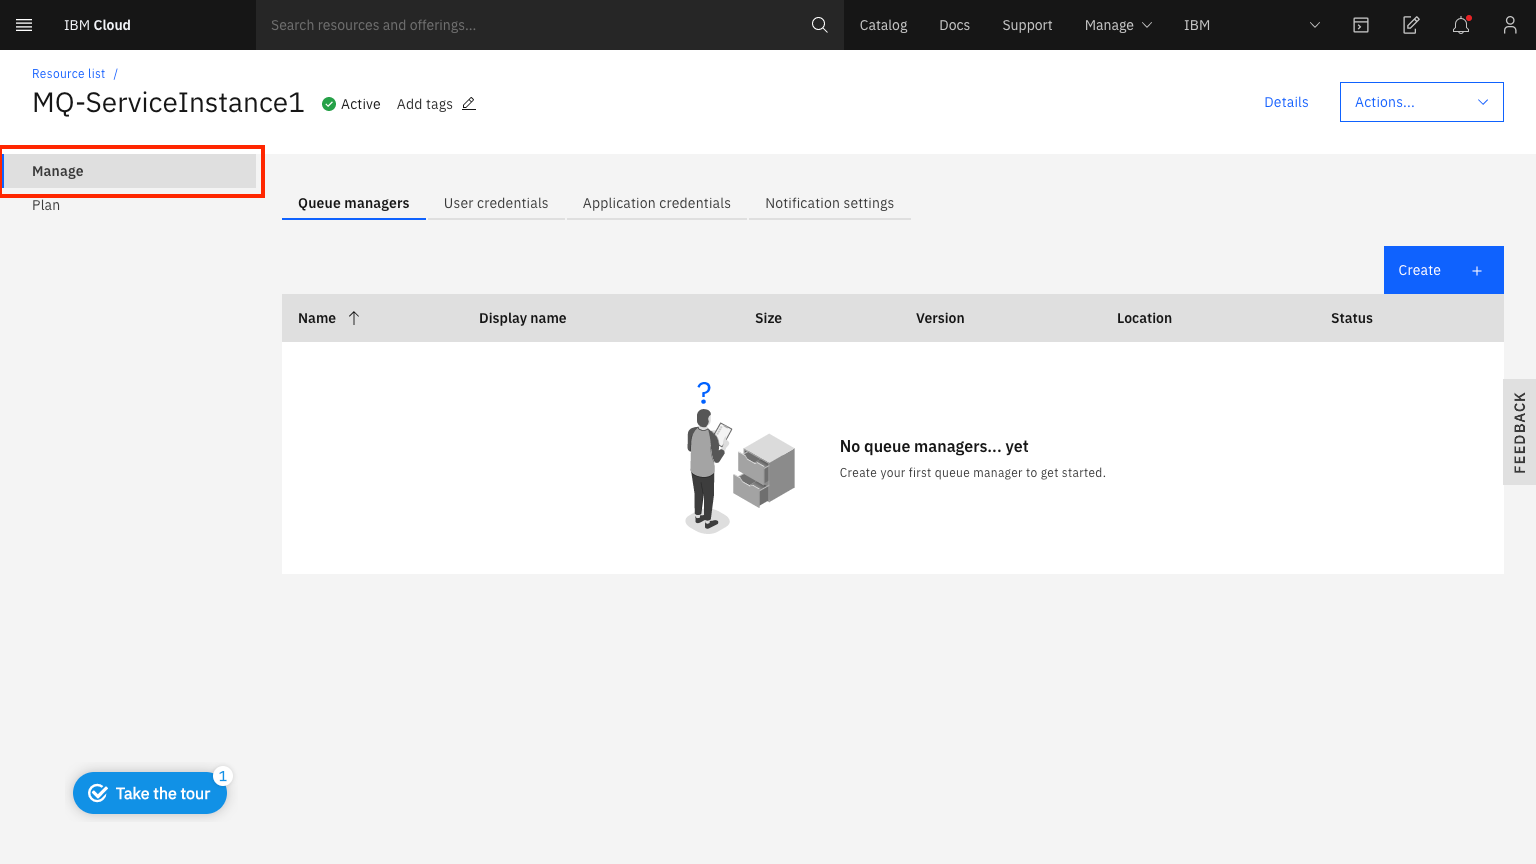 IBM Cloud
Search resources and offerings...
Catalog
Docs
Support
Manage
IBM
Resource list /
MQ-ServiceInstance1
Active
Add tags
Details
Actions...
Manage
Plan
Queue managers
User credentials
Application credentials
Notification settings
Create +
Name
Display name
Size
Version
Location
Status
?
No queue managers... yet
Create your first queue manager to get started.
FEEDBACK
Take the tour
1